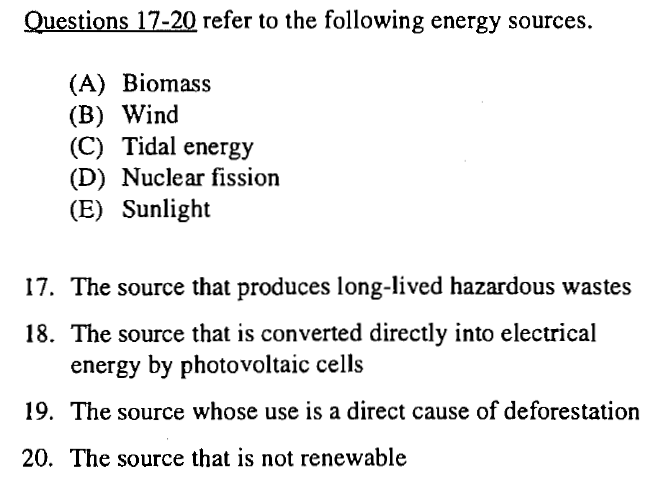 Questions 17-20 refer to the following energy sources.
(A) Biomass
(B) Wind
(C) Tidal energy
(D) Nuclear fission
(E) Sunlight
17. The source that produces long-lived hazardous wastes
18. The source that is converted directly into electrical
energy by photovoltaic cells
19. The source whose use is a direct cause of deforestation
20. The source that is not renewable